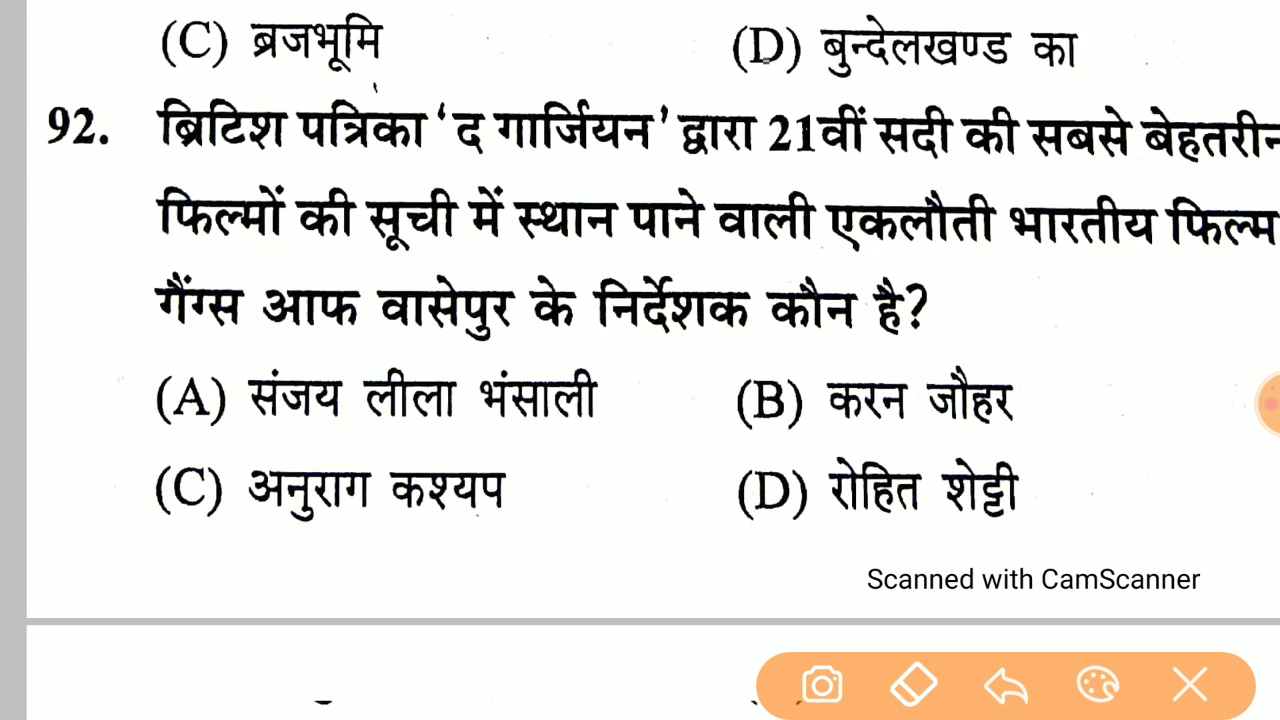 (C) ब्रजभूमि (D) बुन्देलखण्ड का
92. ब्रिटिश पत्रिका ‘द गार्जियन’ द्वारा 21वीं सदी की सबसे बेहतरीन
फिल्मों की सूची में स्थान पाने वाली एकलौती भारतीय फिल्म
गैंग्स आफ वासेपुर के निर्देशक कौन है?
(A) संजय लीला भंसाली (B) करन जौहर
(C) अनुराग कश्यप (D) रोहित शेट्टी
Scanned with CamScanner